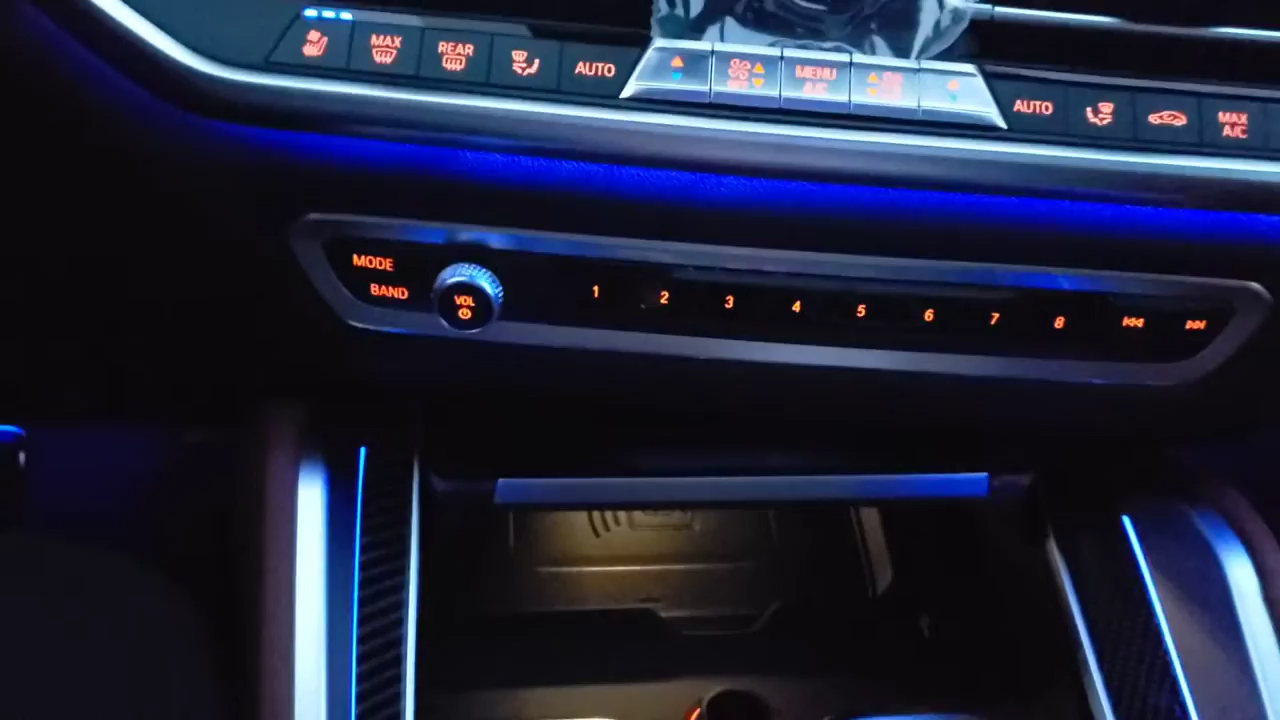 MAX
REAR
AUTO
MENU
A/C
AUTO
MAX
A/C
MODE
BAND
VOL
1 2 3 4 5 6 7 8